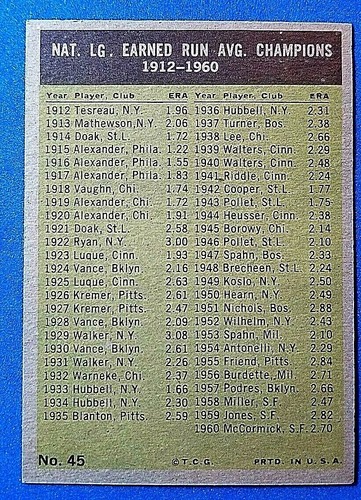 NAT. LG. EARNED RUN AVG. CHAMPIONS
1912–1960
Year Player, Club ERA
1912 Tesreau, N.Y. 1.96
1913 Mathewson, N.Y. 2.06
1914 Doak, St.L. 1.72
1915 Alexander, Phila. 1.22
1916 Alexander, Phila. 1.55
1917 Alexander, Phila. 1.83
1918 Vaughn, Chi. 1.74
1919 Alexander, Chi. 1.72
1920 Alexander, Chi. 1.91
1921 Doak, St.L. 2.58
1922 Ryan, N.Y. 3.00
1923 Luque, Cinn. 1.93
1924 Vance, Bklyn. 2.16
1925 Luque, Cinn. 2.63
1926 Kremer, Pitts. 2.61
1927 Kremer, Pitts. 2.47
1928 Vance, Bklyn. 2.09
1929 Walker, N.Y. 3.08
1930 Vance, Bklyn. 2.61
1931 Walker, N.Y. 2.26
1932 Warneke, Chi. 2.37
1933 Hubbell, N.Y. 1.66
1934 Hubbell, N.Y. 2.30
1935 Blanton, Pitts. 2.59
Year Player, Club ERA
1936 Hubbell, N.Y. 2.31
1937 Turner, Bos. 2.38
1938 Lee, Chi. 2.66
1939 Walters, Cinn. 2.29
1940 Walters, Cinn. 2.48
1941 Riddle, Cinn. 2.24
1942 Cooper, St.L. 1.77
1943 Pollet, St.L. 1.75
1944 Heusser, Cinn. 2.38
1945 Borowy, Chi. 2.14
1946 Pollet, St.L. 2.10
1947 Spahn, Bos. 2.33
1948 Brecheen, St.L. 2.24
1949 Koslo, N.Y. 2.50
1950 Hearn, N.Y. 2.49
1951 Nichols, Bos. 2.88
1952 Wilhelm, N.Y. 2.43
1953 Spahn, Mil. 2.10
1954 Antonelli, N.Y. 2.29
1955 Friend, Pitts. 2.84
1956 Burdette, Mil 2.71
1957 Podres, Bklyn. 2.66
1958 Miller, S.F. 2.47
1959 Jones, S.F. 2.82
1960 McCormick, S.F. 2.70
No. 45
© T.C.G.
PRTD. IN U.S.A.